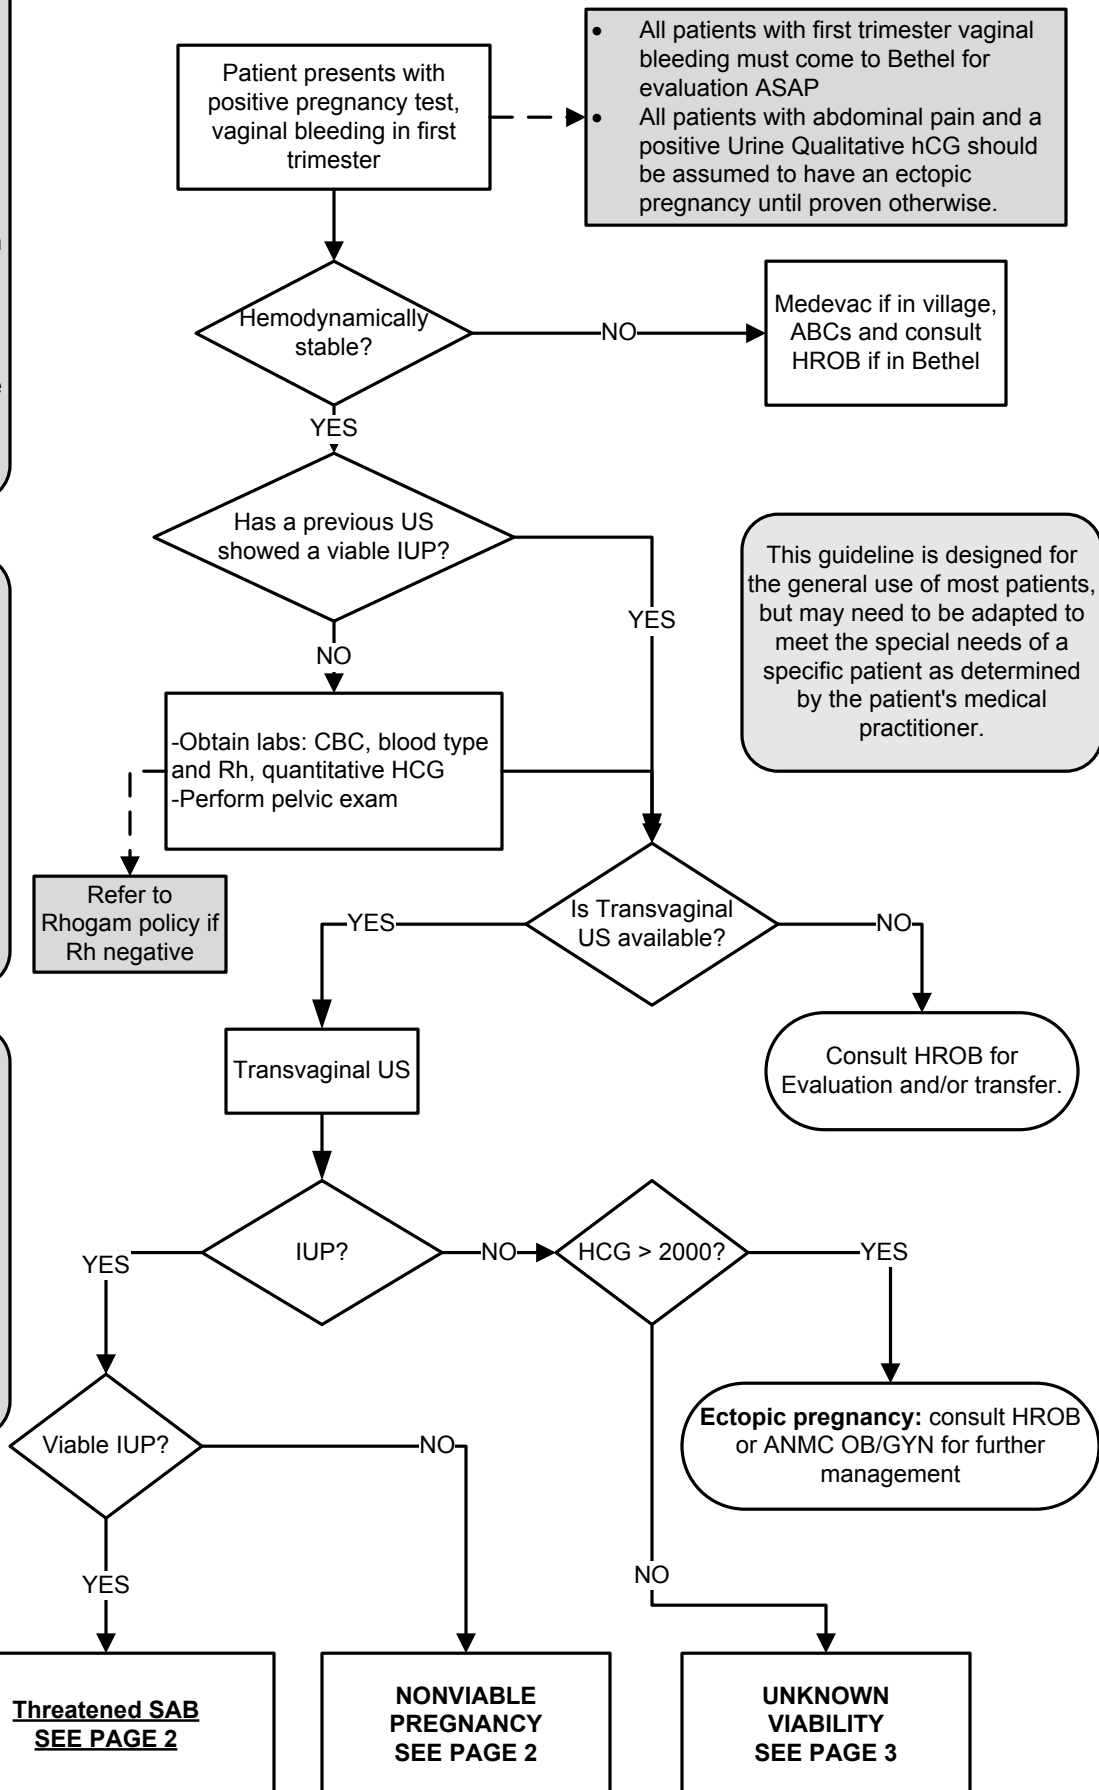 Patient presents with
positive pregnancy test,
vaginal bleeding in first
trimester
• All patients with first trimester vaginal
bleeding must come to Bethel for
evaluation ASAP
• All patients with abdominal pain and a
positive Urine Qualitative hCG should
be assumed to have an ectopic
pregnancy until proven otherwise.
Hemodynamically
stable?
NO
Medevac if in village,
ABCs and consult
HROB if in Bethel
YES
Has a previous US
showed a viable IUP?
YES
NO
This guideline is designed for
the general use of most patients,
but may need to be adapted to
meet the special needs of a
specific patient as determined
by the patient's medical
practitioner.
-Obtain labs: CBC, blood type
and Rh, quantitative HCG
-Perform pelvic exam
Refer to
Rhogam policy if
Rh negative
Is Transvaginal
US available?
YES
NO
Transvaginal US
Consult HROB for
Evaluation and/or transfer.
IUP?
NO
HCG > 2000?
YES
YES
Viable IUP?
NO
Ectopic pregnancy: consult HROB
or ANMC OB/GYN for further
management
YES
NO
Threatened SAB
SEE PAGE 2
NONVIABLE
PREGNANCY
SEE PAGE 2
UNKNOWN
VIABILITY
SEE PAGE 3